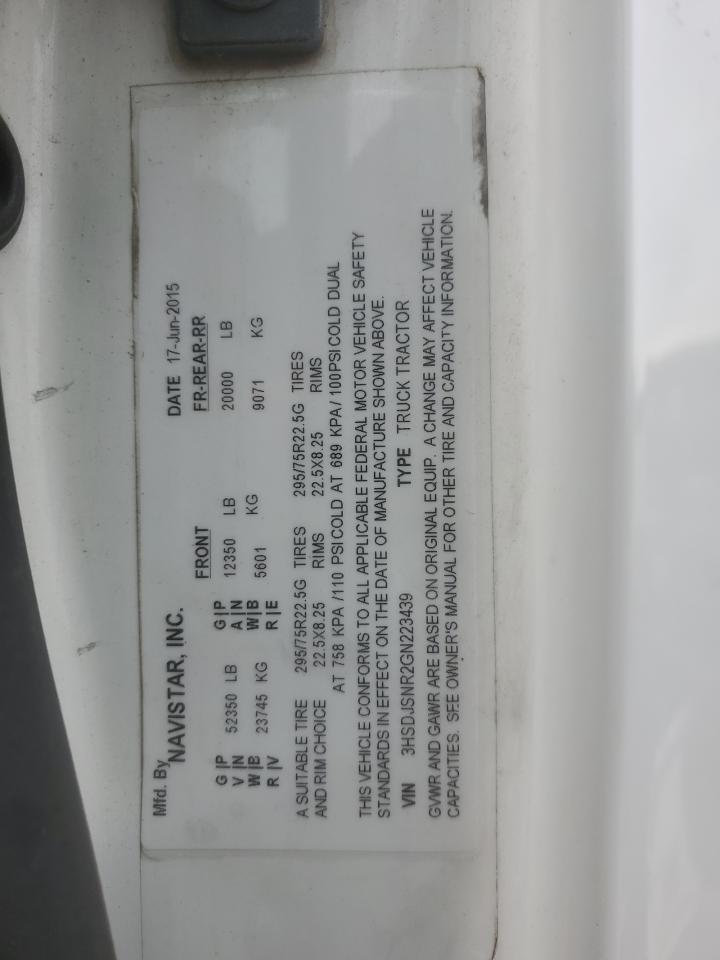 Mfd. By
NAVISTAR, INC. DATE 17-Jun-2015
FRONT FR-REAR-RR
G|P 52350 LB G|P 12350 LB 20000 LB
V|N A|N
W|B 23745 KG W|B 5601 KG 9071 KG
R|V R|E
A SUITABLE TIRE 295/75R22.5G TIRES 295/75R22.5G TIRES
AND RIM CHOICE 22.5X8.25 RIMS 22.5X8.25 RIMS
AT 758 KPA /110 PSI COLD AT 689 KPA/ 100PSI COLD DUAL
THIS VEHICLE CONFORMS TO ALL APPLICABLE FEDERAL MOTOR VEHICLE SAFETY
STANDARDS IN EFFECT ON THE DATE OF MANUFACTURE SHOWN ABOVE.
VIN 3HSDJSNR2GN223439 TYPE TRUCK TRACTOR
GVWR AND GAWR ARE BASED ON ORIGINAL EQUIP. A CHANGE MAY AFFECT VEHICLE
CAPACITIES. SEE OWNER'S MANUAL FOR OTHER TIRE AND CAPACITY INFORMATION.